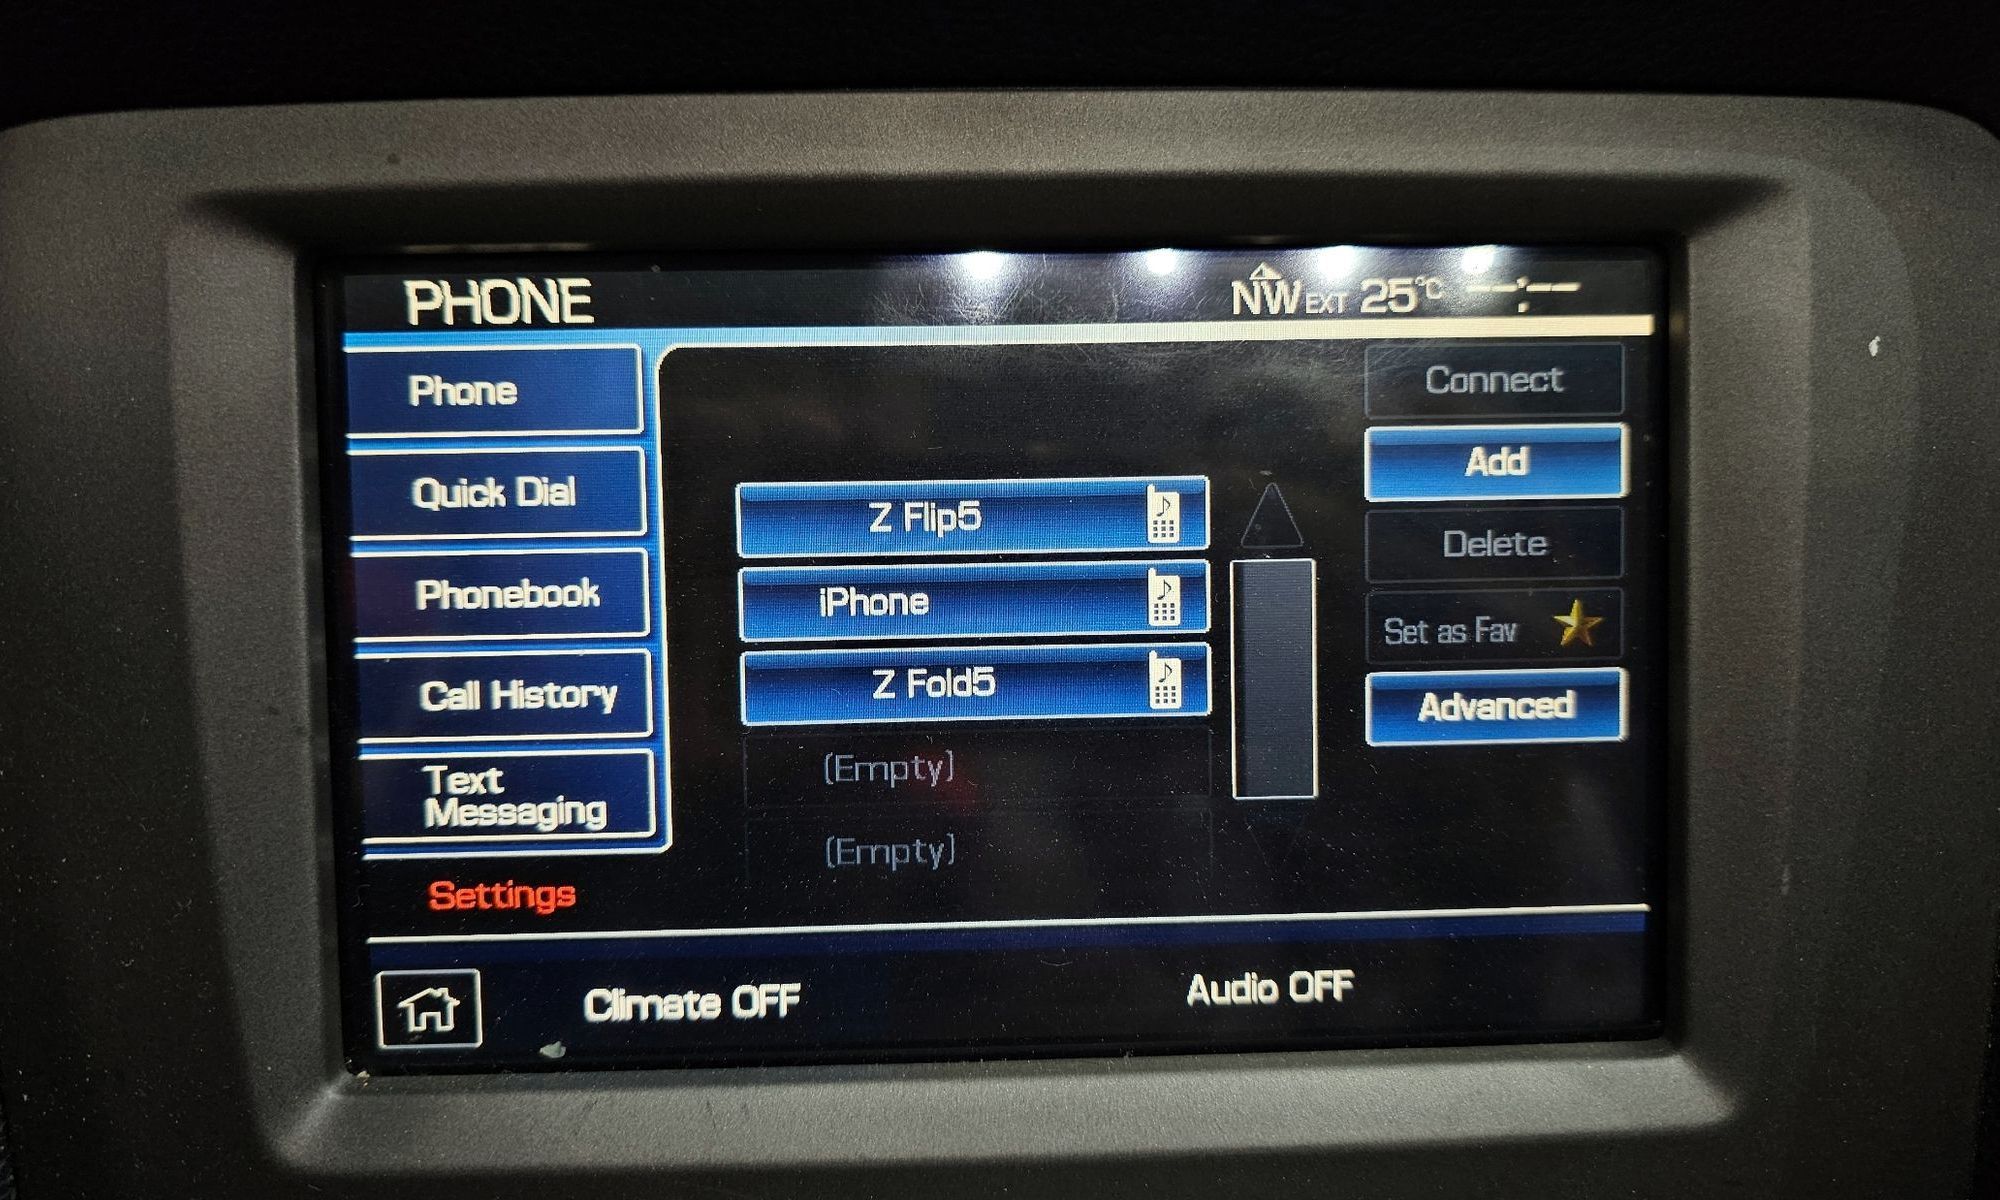 PHONE
NW EXT 25°C --:--
Phone
Quick Dial
Phonebook
Call History
Text
Messaging
Settings
Z Flip5
iPhone
Z Fold5
(Empty)
(Empty)
Connect
Add
Delete
Set as Fav
Advanced
Climate OFF
Audio OFF